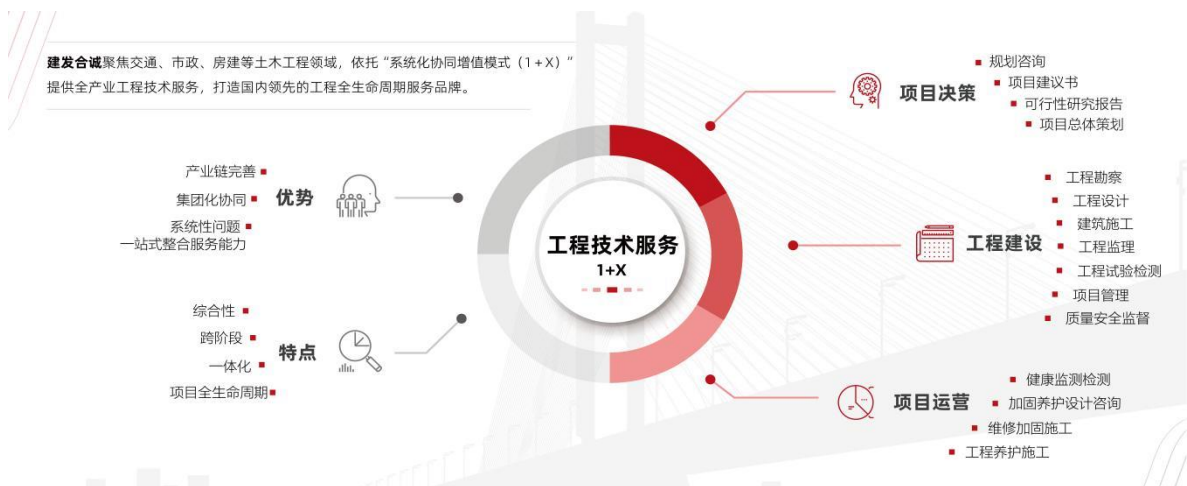 建发合诚聚焦交通、市政、房建等土木工程领域，依托“系统化协同增值模式（1+X）”
提供全产业工程技术服务，打造国内领先的工程全生命周期服务品牌。
产业链完善
集团化协同
系统性问题
一站式整合服务能力
优势
综合性
跨阶段
一体化
项目全生命周期
特点
工程技术服务
1+X
项目决策
规划咨询
项目建议书
可行性研究报告
项目总体策划
工程建设
工程勘察
工程设计
建筑施工
工程监理
工程试验检测
项目管理
质量安全监督
项目运营
健康监测检测
加固养护设计咨询
维修加固施工
工程养护施工